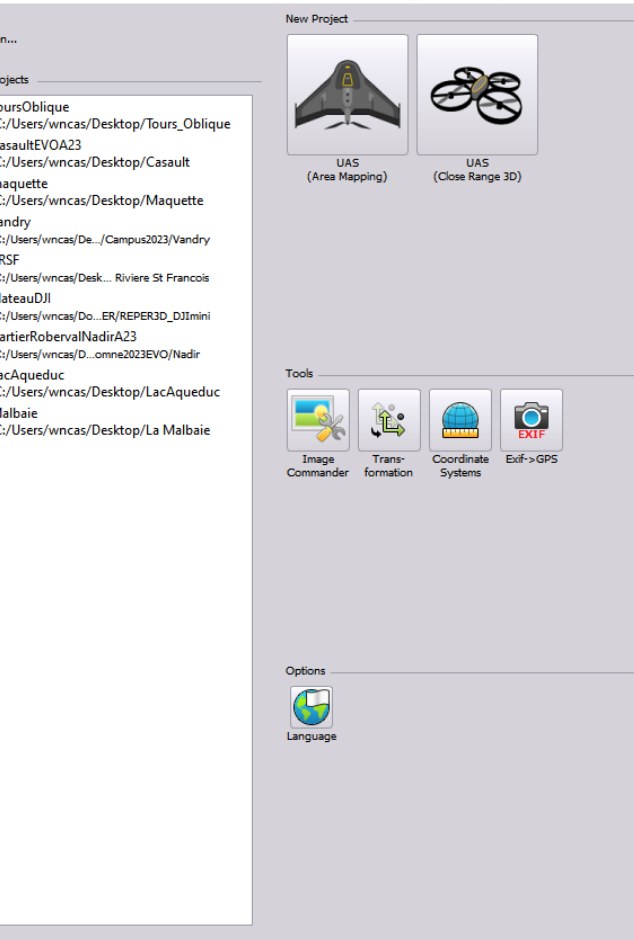 n...
ojects
oursOblique
:/Users/wncas/Desktop/Tours_Oblique
asaultEVOA23
:/Users/wncas/Desktop/Casault
aquette
:/Users/wncas/Desktop/Maquette
andry
:/Users/wncas/De.../Campus2023/Vandry
RSF
:/Users/wncas/Desk... Riviere St Francois
lateauDJI
:/Users/wncas/Do...ER/REPER3D_DJImini
artierRobervalNadirA23
:/Users/wncas/D...omne2023EVO/Nadir
acAqueduc
:/Users/wncas/Desktop/LacAqueduc
Malbaie
:/Users/wncas/Desktop/La Malbaie
New Project
UAS
(Area Mapping)
UAS
(Close Range 3D)
Tools
Image
Commander
Trans-
formation
Coordinate
Systems
EXIF
Exif->GPS
Options
Language